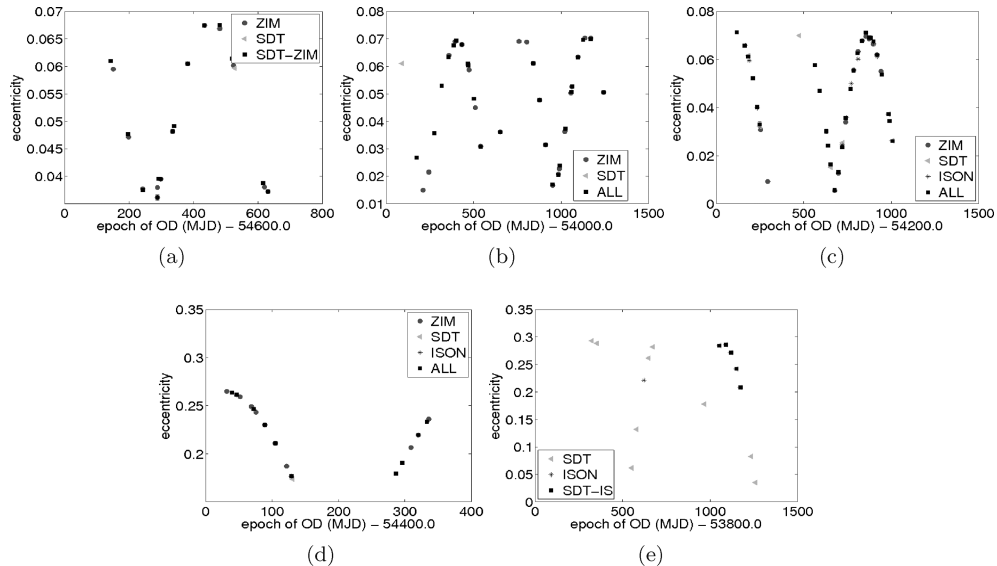 0.07
0.065
0.06
0.055
0.05
0.045
0.04
eccentricity
0 200 400 600 800
epoch of OD (MJD) − 54600.0
ZIM
SDT
SDT−ZIM
(a)
0.08
0.07
0.06
0.05
0.04
0.03
0.02
0.01
eccentricity
0 500 1000 1500
epoch of OD (MJD) − 54000.0
ZIM
SDT
ALL
(b)
0.08
0.06
0.04
0.02
0
eccentricity
0 500 1000 1500
epoch of OD (MJD) − 54200.0
ZIM
SDT
ISON
ALL
(c)
0.35
0.3
0.25
0.2
eccentricity
0 100 200 300 400
epoch of OD (MJD) − 54400.0
ZIM
SDT
ISON
ALL
(d)
0.35
0.3
0.25
0.2
0.15
0.1
0.05
0
eccentricity
0 500 1000 1500
epoch of OD (MJD) − 53800.0
SDT
ISON
SDT−IS
(e)